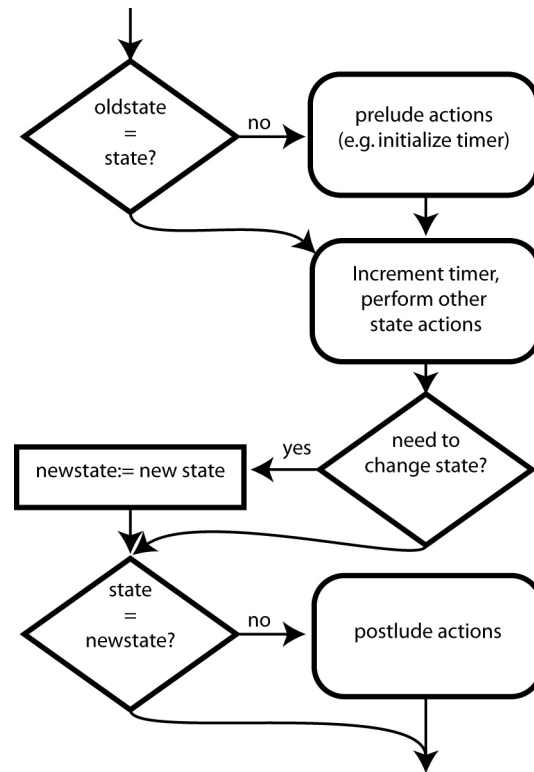 oldstate
=
state?
no
prelude actions
(e.g. initialize timer)
Increment timer,
perform other
state actions
need to
change state?
yes
newstate:= new state
state
=
newstate?
no
postlude actions